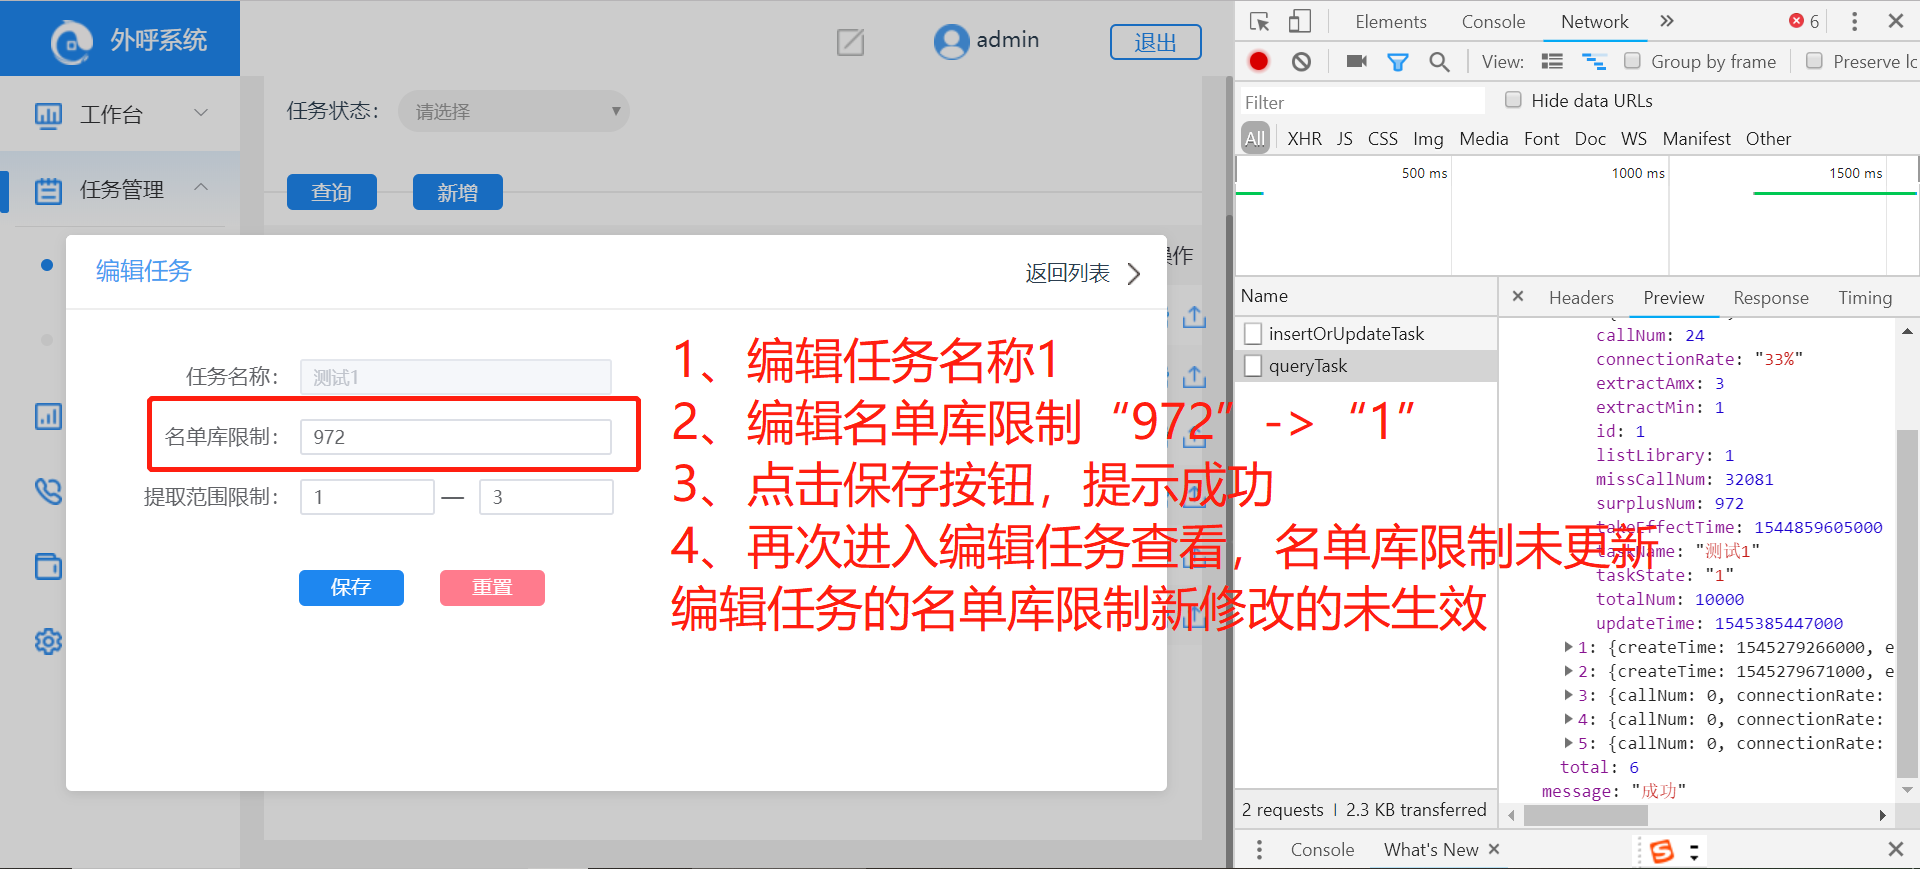 外呼系统
admin
退出
工作台
任务管理
任务状态：
请选择
查询
新增
操作
编辑任务
返回列表
任务名称：
测试1
名单库限制：
972
提取范围限制：
1
—
3
保存
重置
1、编辑任务名称1
2、编辑名单库限制“972” -> “1”
3、点击保存按钮，提示成功
4、再次进入编辑任务查看，名单库限制未更新
编辑任务的名单库限制新修改的未生效
Elements
Console
Network
6
View:
Group by frame
Preserve lc
Filter
Hide data URLs
All
XHR
JS
CSS
Img
Media
Font
Doc
WS
Manifest
Other
500 ms
1000 ms
1500 ms
Name
insertOrUpdateTask
queryTask
Headers
Preview
Response
Timing
callNum: 24
connectionRate: "33%"
extractAmx: 3
extractMin: 1
id: 1
listLibrary: 1
missCallNum: 32081
surplusNum: 972
takeEffectTime: 1544859605000
taskName: "测试1"
taskState: "1"
totalNum: 10000
updateTime: 1545385447000
1: {createTime: 1545279266000, e
2: {createTime: 1545279671000, e
3: {callNum: 0, connectionRate:
4: {callNum: 0, connectionRate:
5: {callNum: 0, connectionRate:
total: 6
message: "成功"
2 requests
2.3 KB transferred
Console
What's New